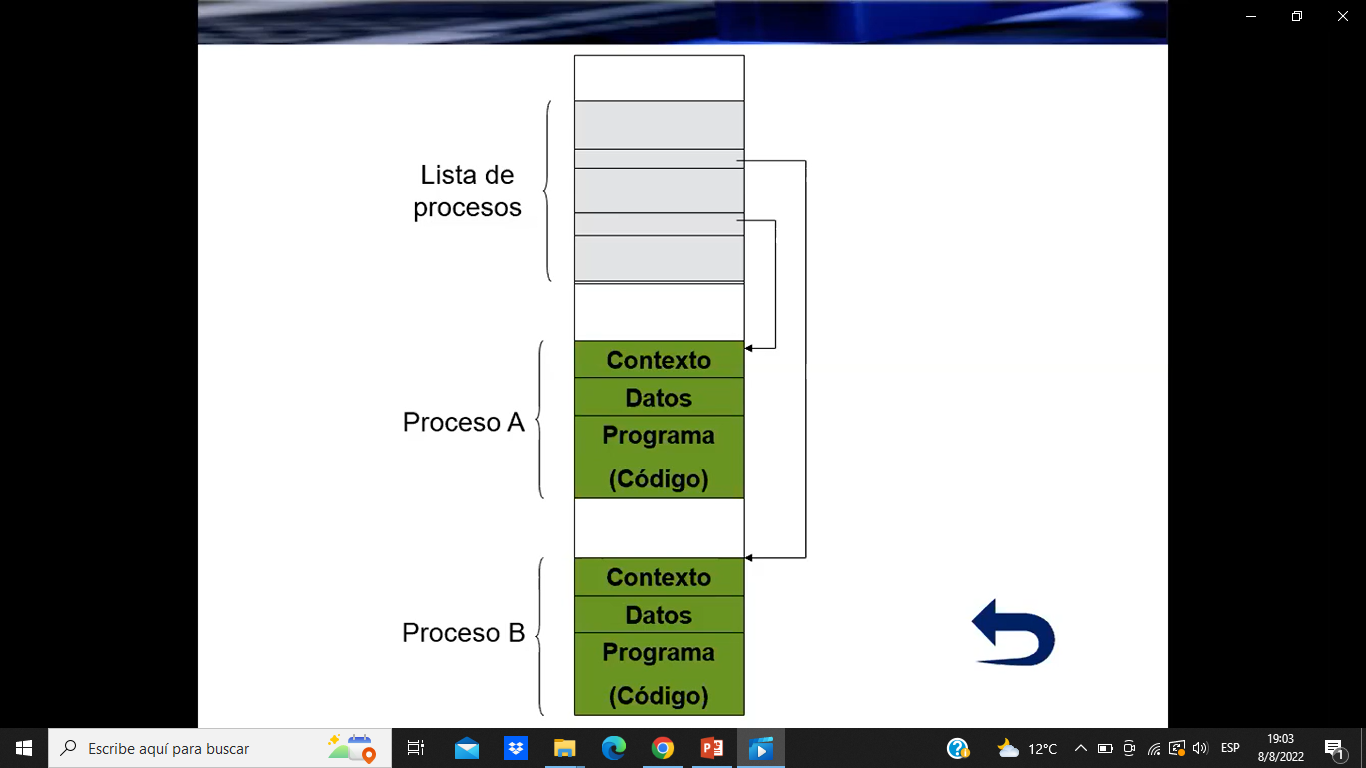 Lista de
procesos
Contexto
Datos
Proceso A
Programa
(Código)
Contexto
Datos
Proceso B
Programa
(Código)
Escribe aquí para buscar
12°C
ESP
19:03
8/8/2022
1